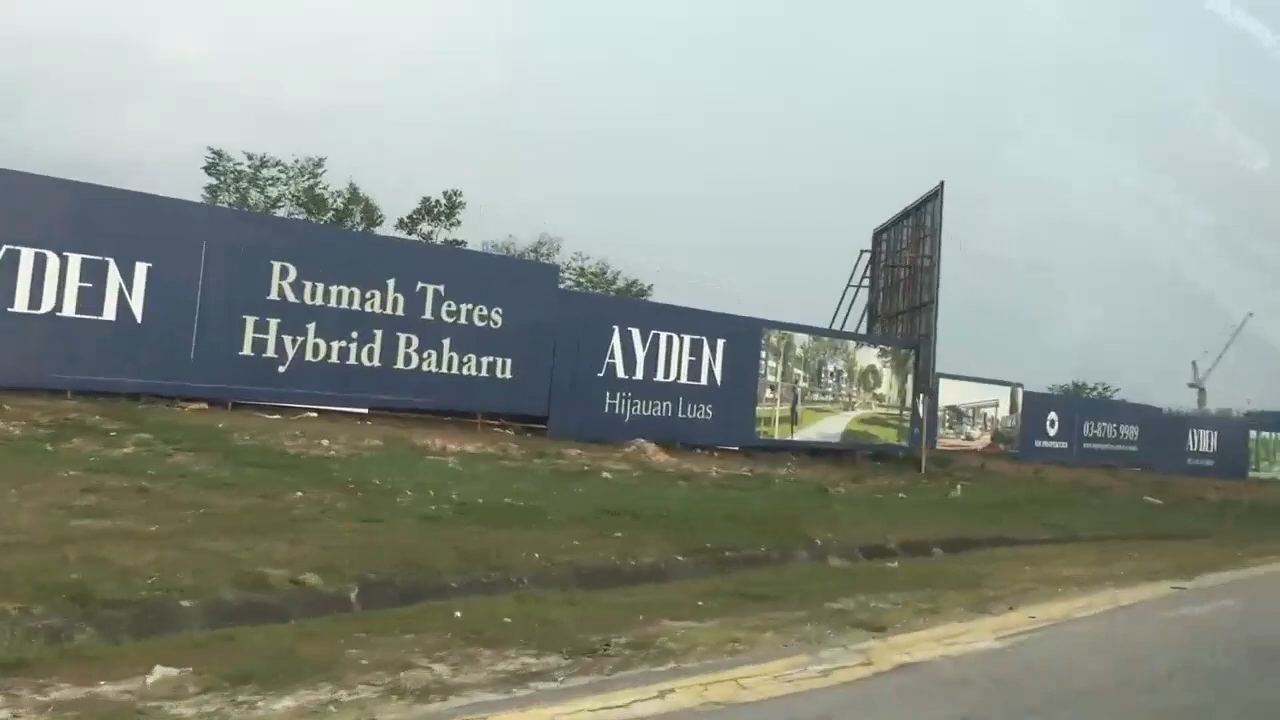 YDEN
Rumah Teres
Hybrid Baharu
AYDEN
Hijauan Luas
03-8705 9989
AYDEN